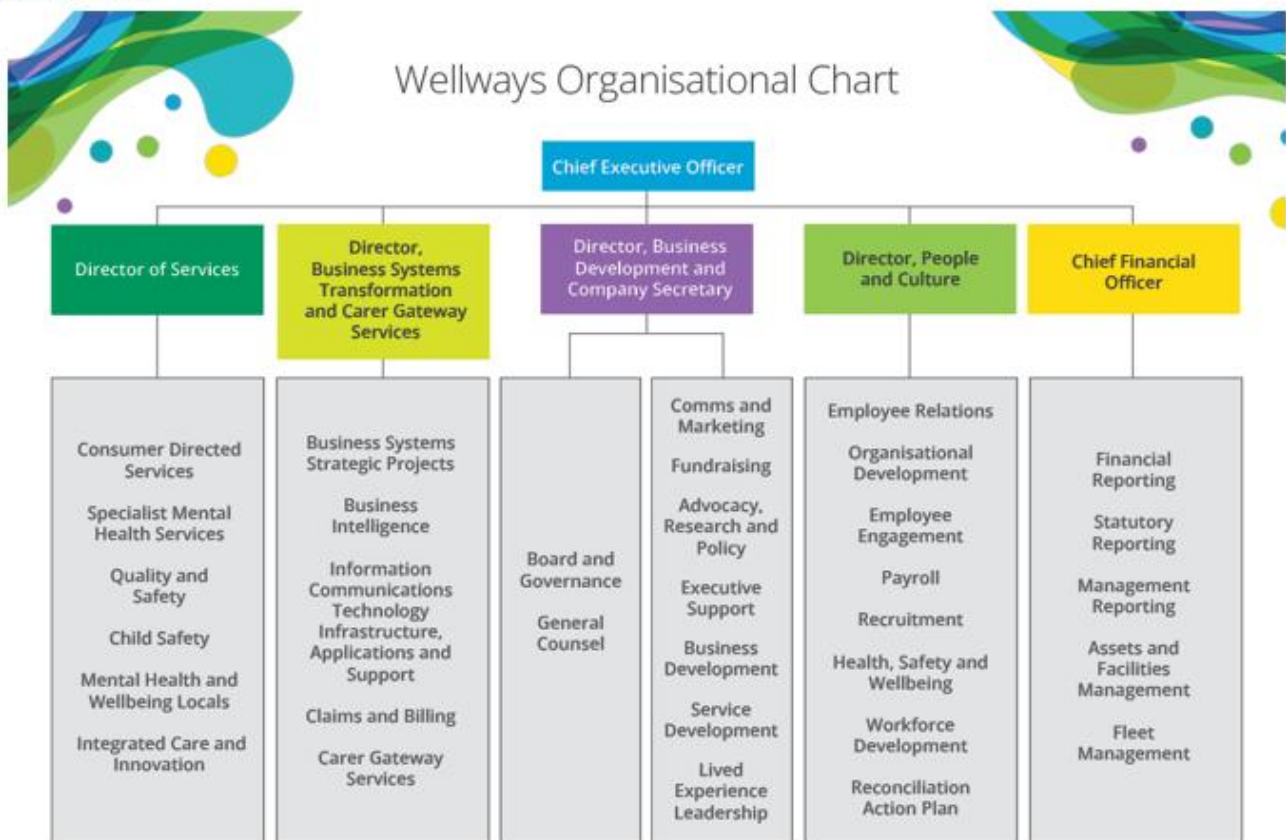 Wellways Organisational Chart
Chief Executive Officer
Director of Services
Director,
Business Systems
Transformation
and Carer Gateway
Services
Director, Business
Development and
Company Secretary
Director, People
and Culture
Chief Financial
Officer
Consumer Directed
Services
Specialist Mental
Health Services
Quality and
Safety
Child Safety
Mental Health and
Wellbeing Locals
Integrated Care and
Innovation
Business Systems
Strategic Projects
Business
Intelligence
Information
Communications
Technology
Infrastructure,
Applications and
Support
Claims and Billing
Carer Gateway
Services
Board and
Governance
General
Counsel
Comms and
Marketing
Fundraising
Advocacy,
Research and
Policy
Executive
Support
Business
Development
Service
Development
Lived
Experience
Leadership
Employee Relations
Organisational
Development
Employee
Engagement
Payroll
Recruitment
Health, Safety and
Wellbeing
Workforce
Development
Reconciliation
Action Plan
Financial
Reporting
Statutory
Reporting
Management
Reporting
Assets and
Facilities
Management
Fleet
Management